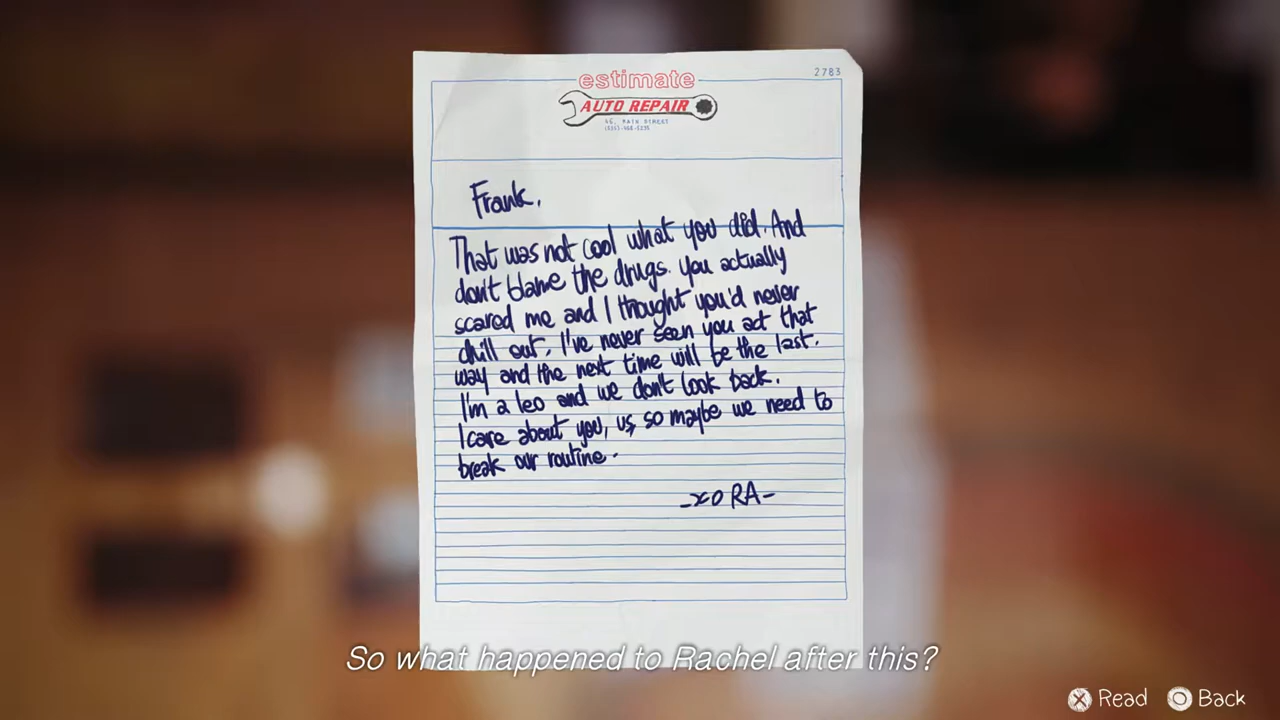 2783
estimate
AUTO REPAIR
Frank,
That was not cool what you did. And
don't blame the drugs. You actually
scared me and I thought you'd never
chill out. I've never seen you act that
way and the next time will be the last.
I'm a leo and we don't look back.
I care about you, us, so maybe we need to
break our routine.
-xo RA-
So what happened to Rachel after this?
Read Back